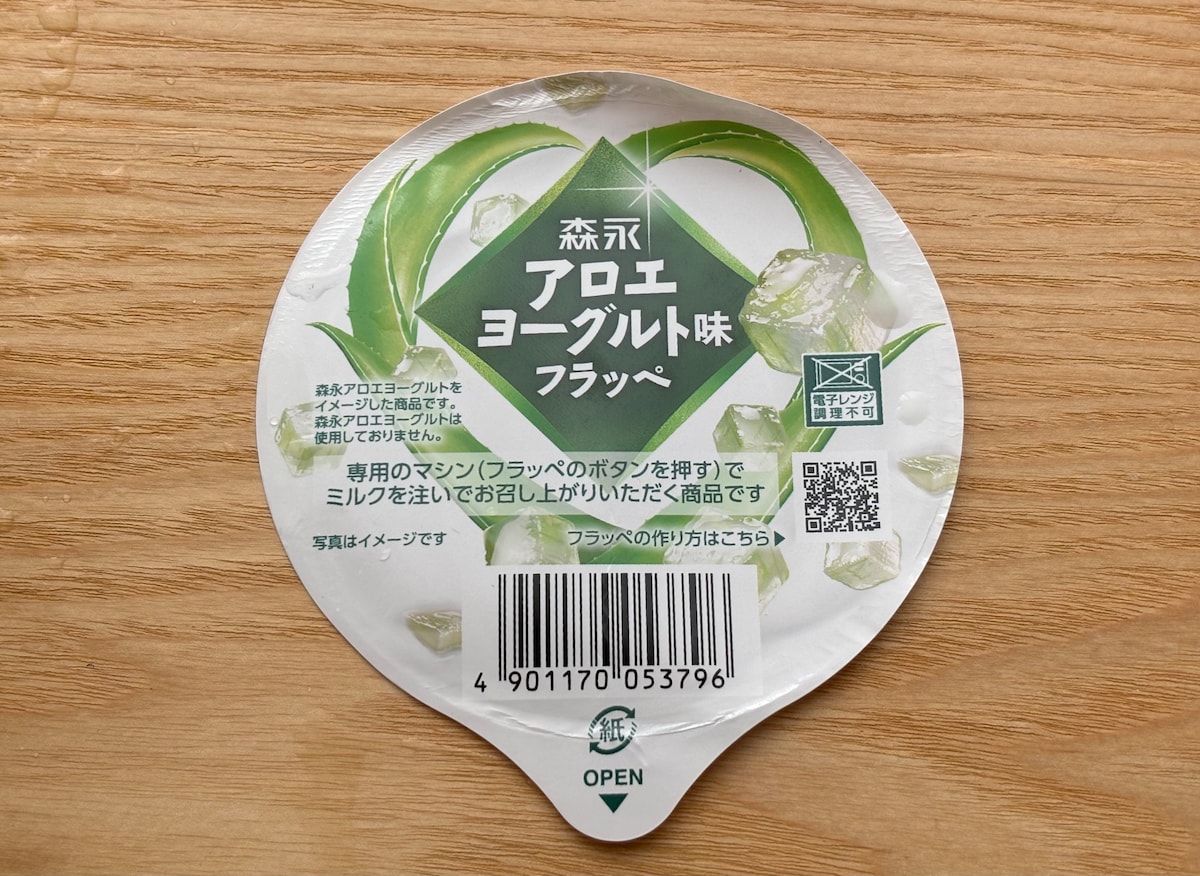 森永
アロエ
ヨーグルト味
フラッペ
森永アロエヨーグルトを
イメージした商品です。
森永アロエヨーグルトは
使用しておりません。
電子レンジ
調理不可
専用のマシン(フラッペのボタンを押す)で
ミルクを注いでお召し上がりいただく商品です
写真はイメージです
フラッペの作り方はこちら▶
4 901170 053796
紙
OPEN
▼